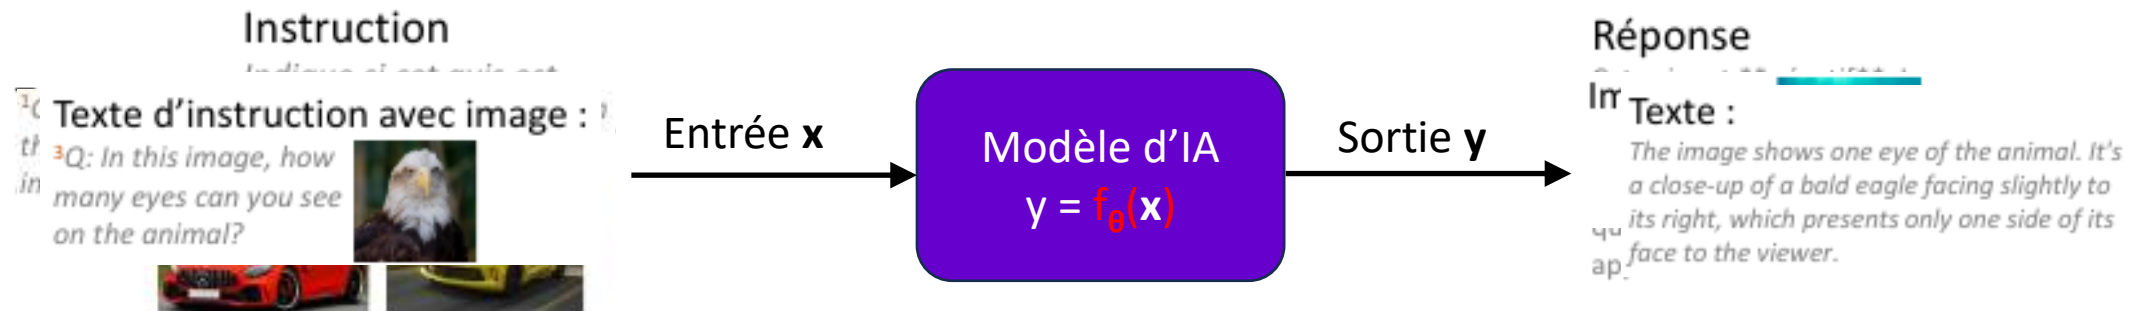 Instruction
Texte d’instruction avec image :
³Q: In this image, how
many eyes can you see
on the animal?
Entrée x
Modèle d’IA
y = fθ(x)
Sortie y
Réponse
Texte :
The image shows one eye of the animal. It's
a close-up of a bald eagle facing slightly to
its right, which presents only one side of its
face to the viewer.